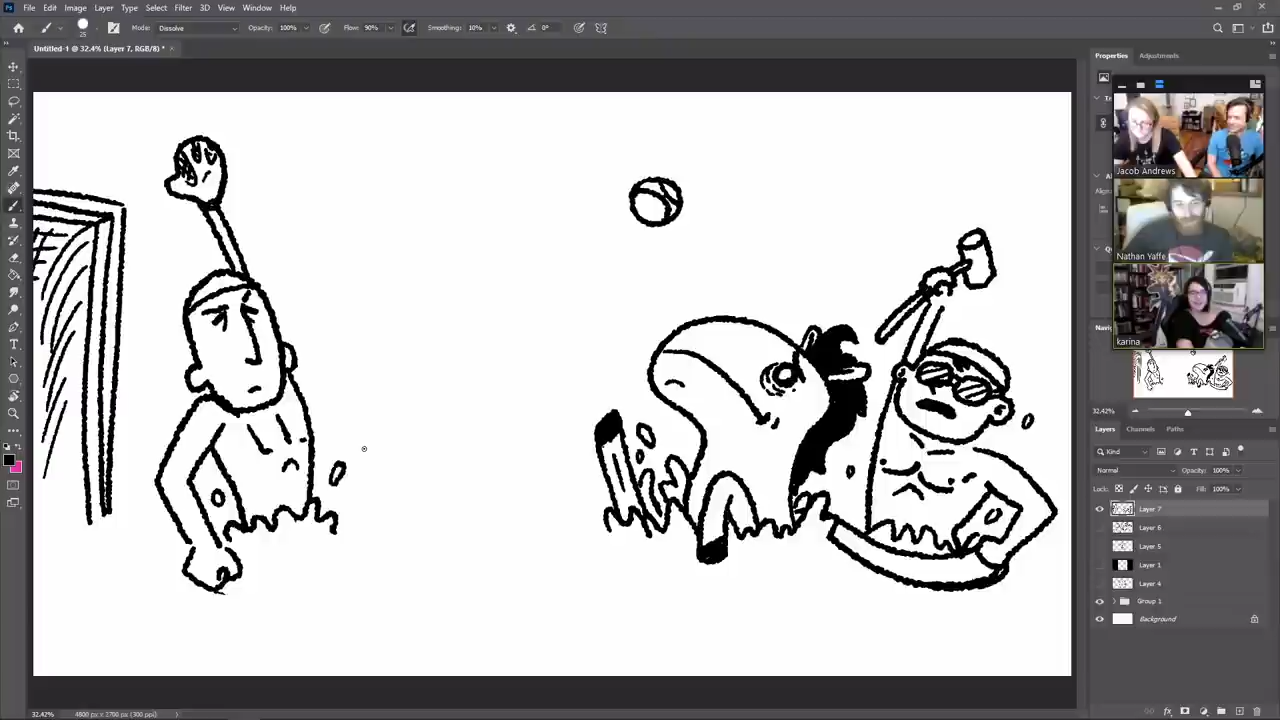 File Edit Image Layer Type Select Filter 3D View Window Help
25 Mode: Dissolve Opacity: 100% Flow: 90% Smoothing: 10% 0°
Untitled-1 @ 32.4% (Layer 7, RGB/8) *
Properties Adjustments
Jacob Andrews
Nathan Yaffe
karina
32.42%
Layers Channels Paths
Kind
Normal Opacity: 100%
Lock: Fill: 100%
Layer 7
Layer 6
Layer 5
Layer 1
Layer 4
Group 1
Background
32.42% 4800 px x 2700 px (300 ppi)